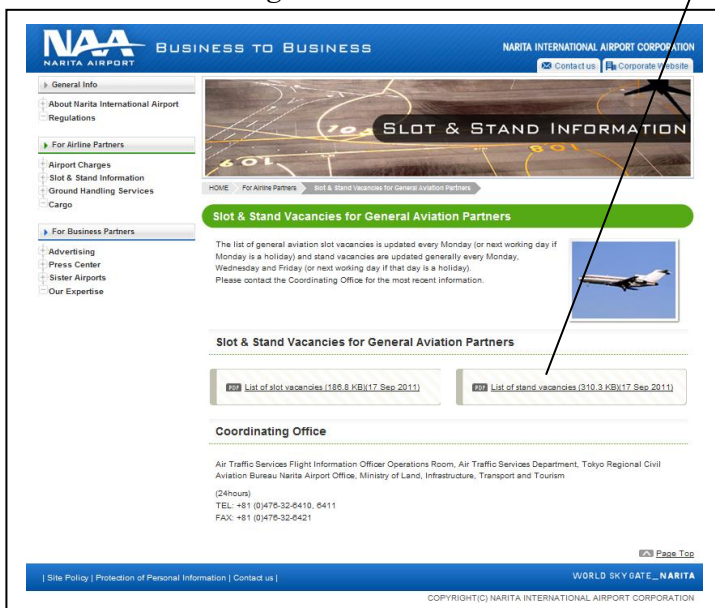 NAA
NARITA AIRPORT
BUSINESS TO BUSINESS
NARITA INTERNATIONAL AIRPORT CORPORATION
Contact us
Corporate Website
General Info
About Narita International Airport
Regulations
For Airline Partners
Airport Charges
Slot & Stand Information
Ground Handling Services
Cargo
For Business Partners
Advertising
Press Center
Sister Airports
Our Expertise
SLOT & STAND INFORMATION
HOME
For Airline Partners
Slot & Stand Vacancies for General Aviation Partners
Slot & Stand Vacancies for General Aviation Partners
The list of general aviation slot vacancies is updated every Monday (or next working day if
Monday is a holiday) and stand vacancies are updated generally every Monday,
Wednesday and Friday (or next working day if that day is a holiday).
Please contact the Coordinating Office for the most recent information.
Slot & Stand Vacancies for General Aviation Partners
PDF List of slot vacancies (186.8 KB)(17 Sep 2011)
PDF List of stand vacancies (310.3 KB)(17 Sep 2011)
Coordinating Office
Air Traffic Services Flight Information Officer Operations Room, Air Traffic Services Department, Tokyo Regional Civil
Aviation Bureau Narita Airport Office, Ministry of Land, Infrastructure, Transport and Tourism
(24hours)
TEL: +81 (0)476-32-6410, 6411
FAX: +81 (0)476-32-6421
Page Top
| Site Policy | Protection of Personal Information | Contact us |
WORLD SKY GATE_NARITA
COPYRIGHT(C) NARITA INTERNATIONAL AIRPORT CORPORATION